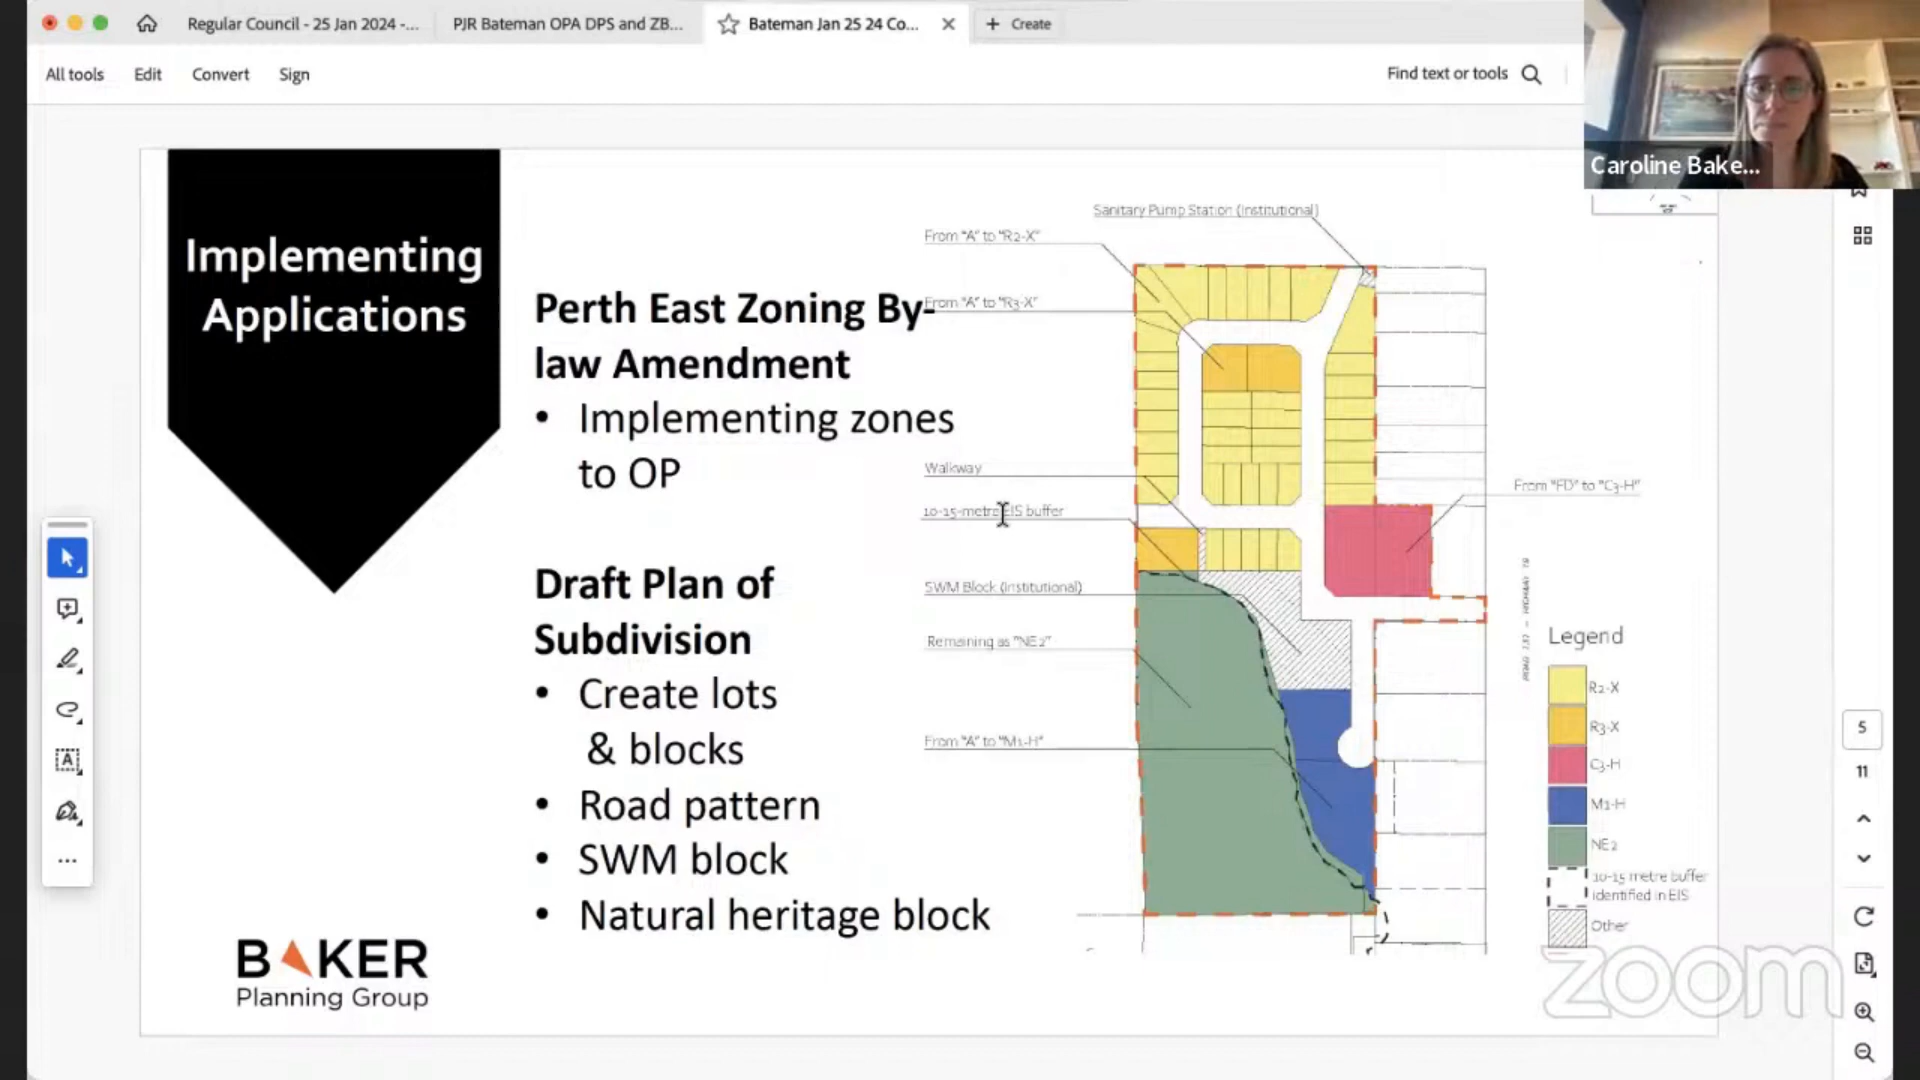 Regular Council - 25 Jan 2024 -...
PJR Bateman OPA DPS and ZB...
Bateman Jan 25 24 Co...
Create
All tools
Edit
Convert
Sign
Find text or tools
Caroline Bake...
Implementing
Applications
Perth East Zoning By-
law Amendment
• Implementing zones
to OP
Draft Plan of
Subdivision
• Create lots
& blocks
• Road pattern
• SWM block
• Natural heritage block
BAKER
Planning Group
Sanitary Pump Station (Institutional)
From "A" to "R2-X"
From "A" to "R3-X"
Walkway
10-15-metre EIS buffer
SWM Block (Institutional)
Remaining as "NE2"
From "A" to "M1-H"
From "FD" to "C3-H"
Legend
R2-X
R3-X
C3-H
M1-H
NE2
10-15 metre buffer
identified in EIS
Other
5
11
zoom